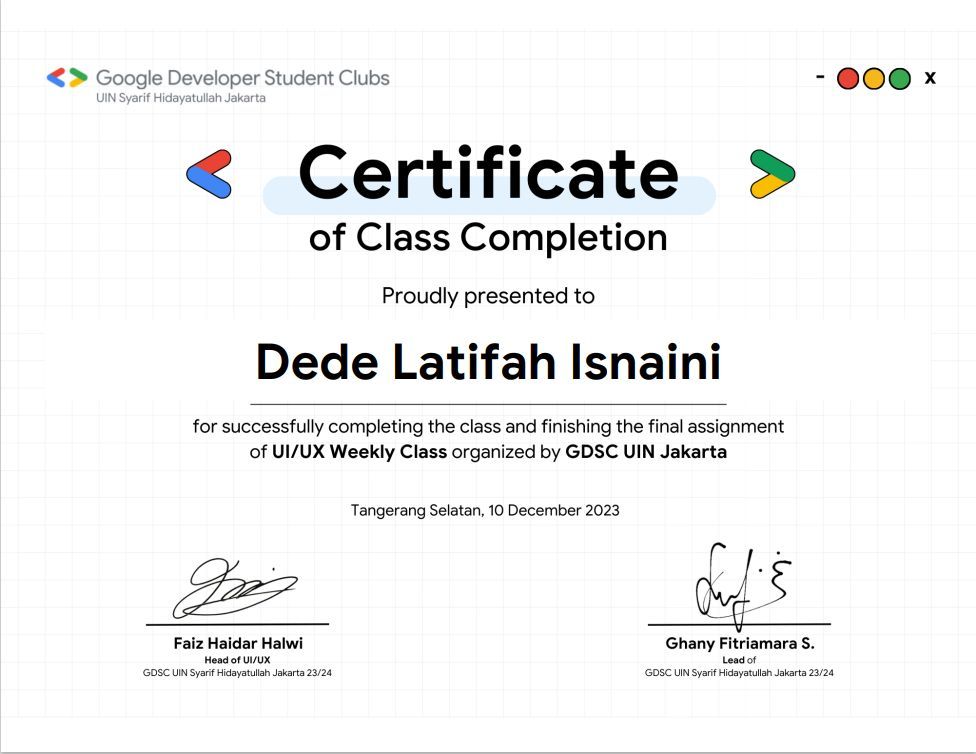 Google Developer Student Clubs
UIN Syarif Hidayatullah Jakarta
- x
Certificate
of Class Completion
Proudly presented to
Dede Latifah Isnaini
for successfully completing the class and finishing the final assignment
of UI/UX Weekly Class organized by GDSC UIN Jakarta
Tangerang Selatan, 10 December 2023
Faiz Haidar Halwi
Head of UI/UX
GDSC UIN Syarif Hidayatullah Jakarta 23/24
Ghany Fitriamara S.
Lead of
GDSC UIN Syarif Hidayatullah Jakarta 23/24